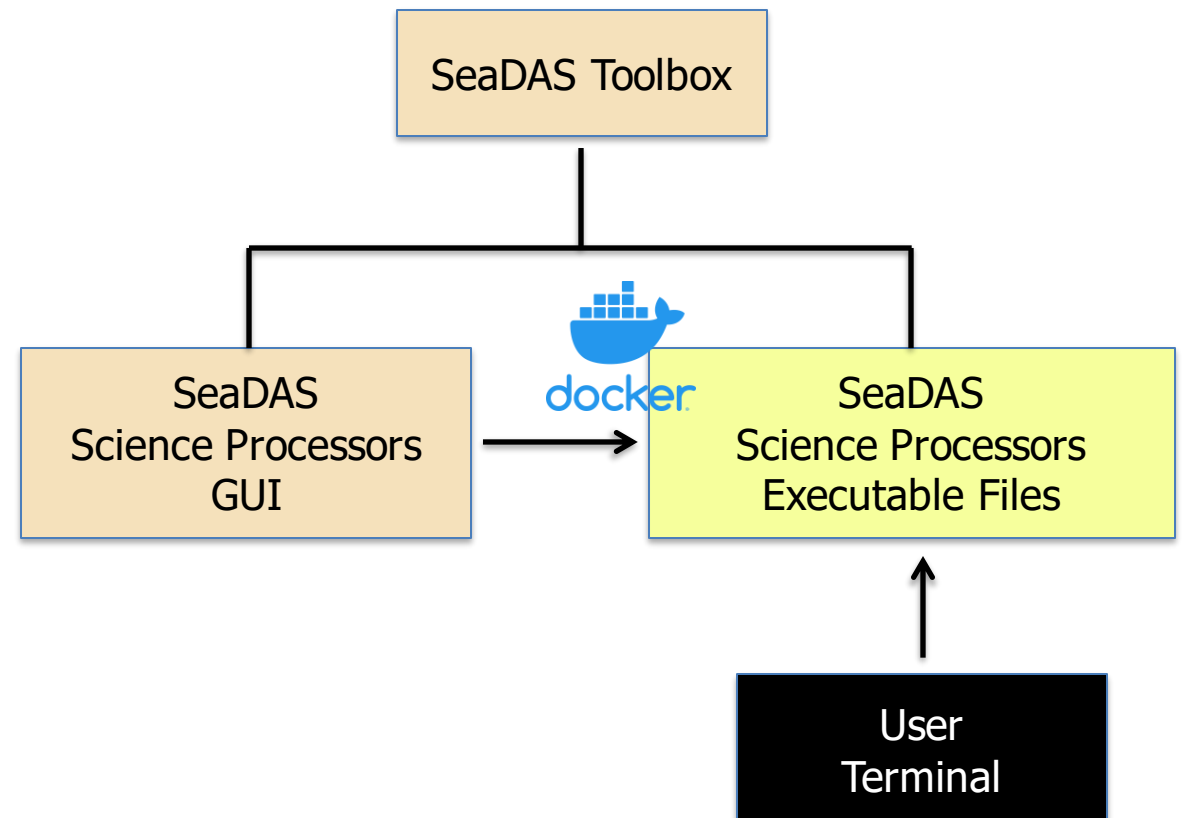 SeaDAS Toolbox
docker
SeaDAS
Science Processors
GUI
SeaDAS
Science Processors
Executable Files
User
Terminal